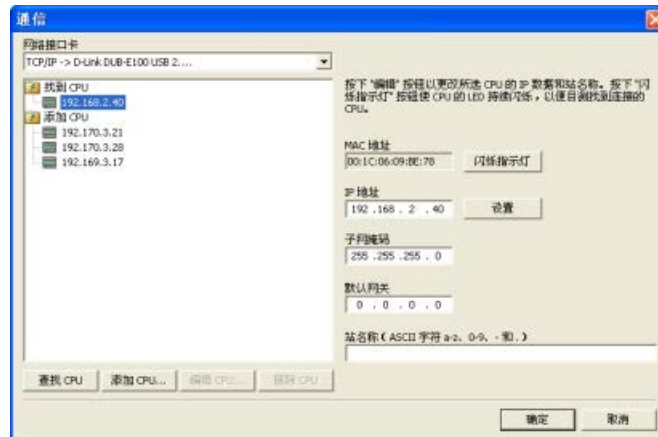 通信
网络接口卡
TCP/IP -> D-Link DUB-E100 USB 2....
找到 CPU
192.168.2.40
添加 CPU
192.170.3.21
192.170.3.28
192.169.3.17
查找 CPU
添加 CPU...
编辑 CPU...
删除 CPU
按下 "编辑" 按钮以更改所选 CPU 的 IP 数据和站名称。按下 "闪
烁指示灯" 按钮使 CPU 的 LED 持续闪烁，以便目测找到连接的
CPU。
MAC 地址
00:1C:06:09:BE:78
闪烁指示灯
IP 地址
192 .168 . 2 . 40
设置
子网掩码
255 .255 .255 . 0
默认网关
0 . 0 . 0 . 0
站名称 ( ASCII 字符 a-z、0-9、- 和 . )
确定
取消